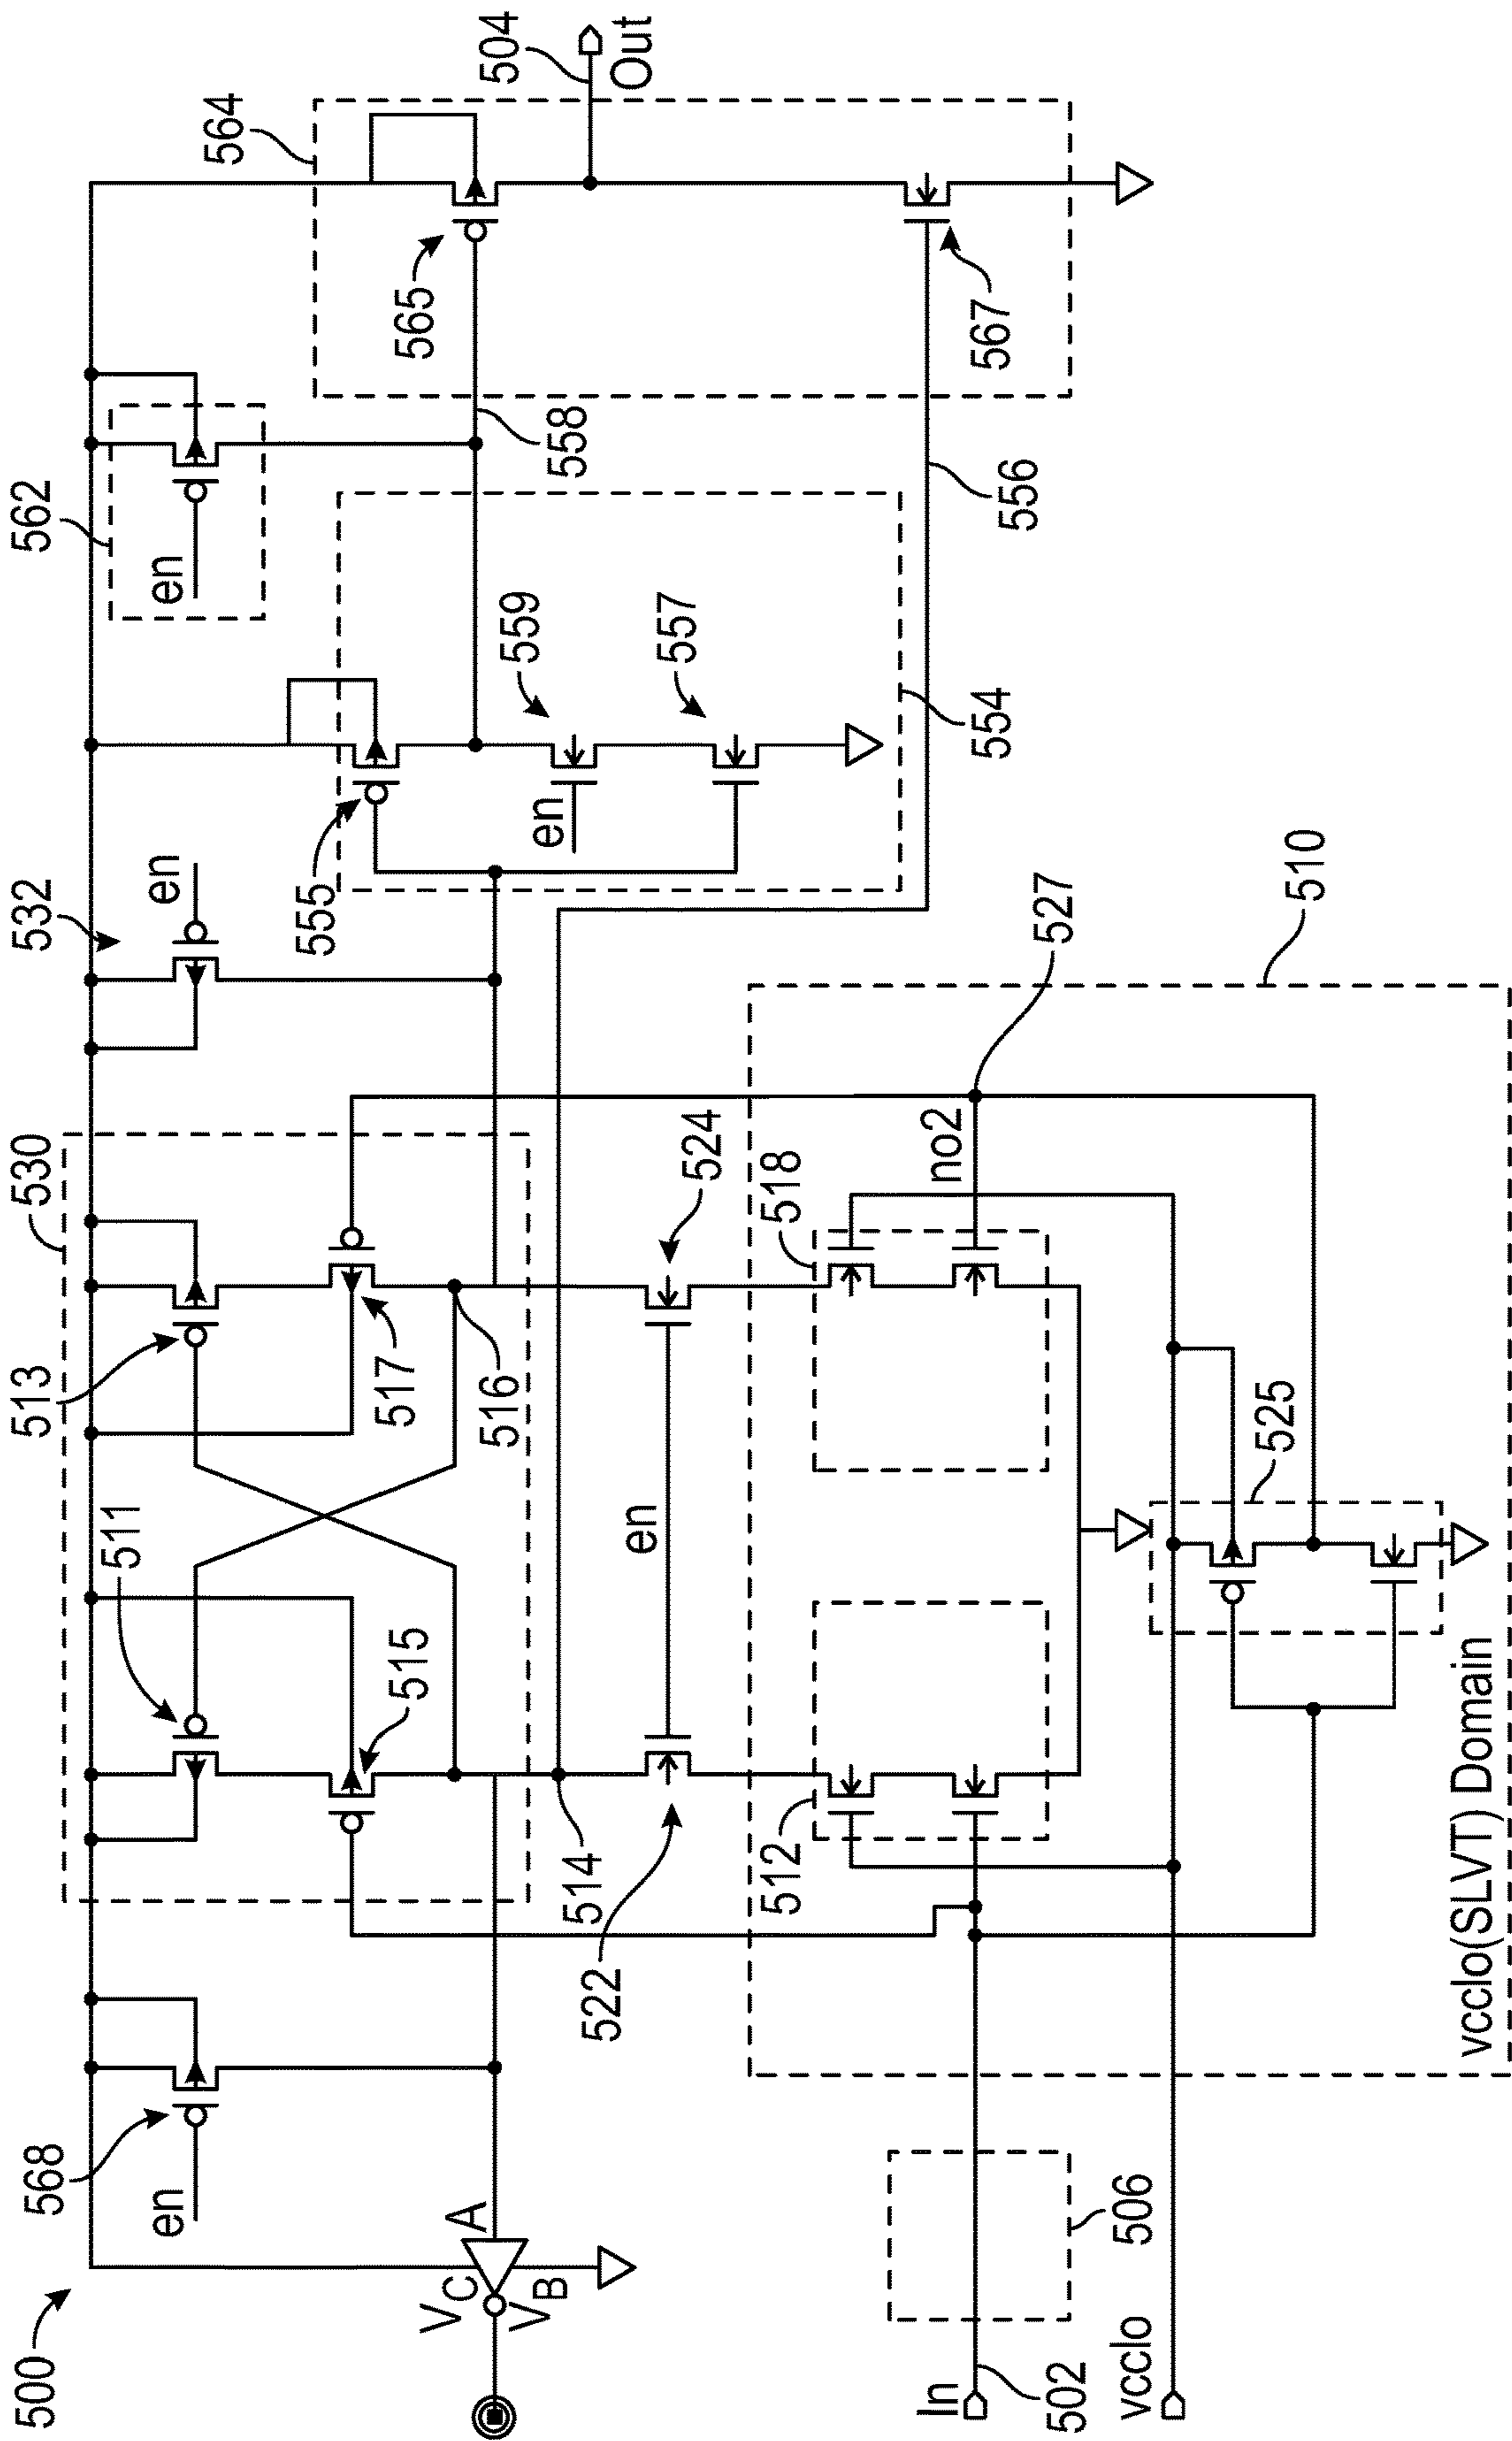 500
568
en
V
C
A
V
B
530
511
513
515
517
514
516
532
en
562
en
564
504
Out
565
558
555
559
en
557
554
567
556
522
en
524
527
510
no2
518
512
525
506
In
502
vcclo
vcclo(SLVT) Domain